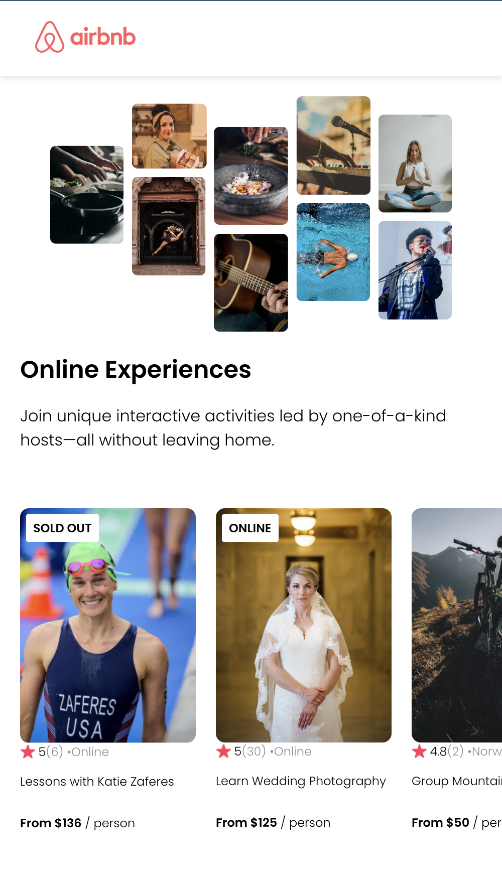 airbnb
Online Experiences
Join unique interactive activities led by one-of-a-kind
hosts—all without leaving home.
SOLD OUT
ONLINE
ZAFERES
USA
5(6) •Online
5(30) •Online
4.8(2) •Norw
Lessons with Katie Zaferes
Learn Wedding Photography
Group Mountai
From $136 / person
From $125 / person
From $50 / per